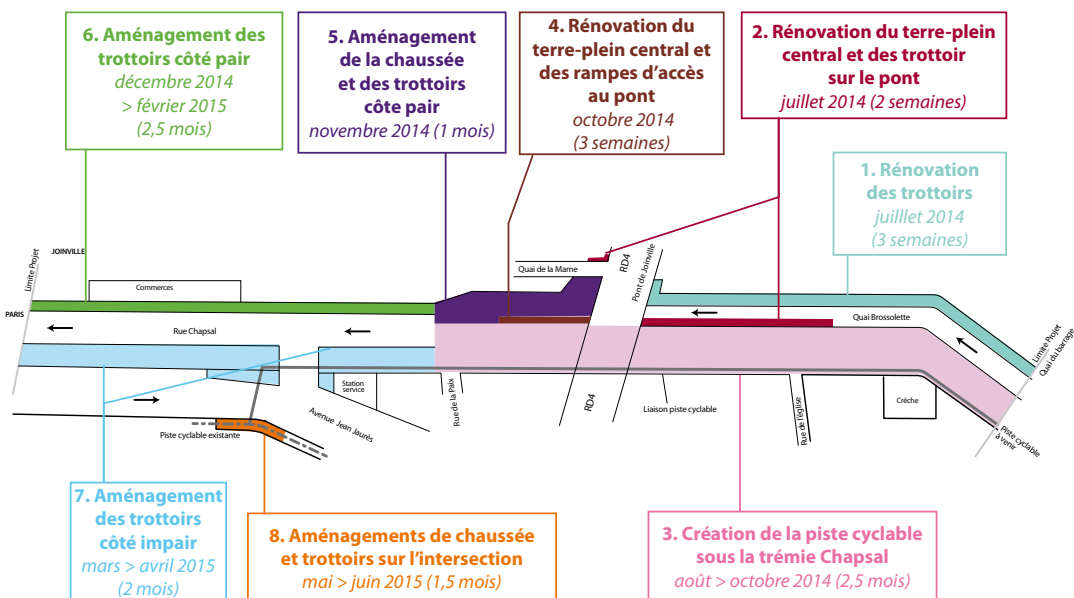 6. Aménagement des
trottoirs côté pair
décembre 2014
> février 2015
(2,5 mois)
5. Aménagement
de la chaussée
et des trottoirs
côte pair
novembre 2014 (1 mois)
4. Rénovation du
terre-plein central et
des rampes d’accès
au pont
octobre 2014
(3 semaines)
2. Rénovation du terre-plein
central et des trottoir
sur le pont
juillet 2014 (2 semaines)
1. Rénovation
des trottoirs
juilllet 2014
(3 semaines)
Limite Projet
JOINVILLE
PARIS
Commerces
Rue Chapsal
Quai de la Marne
RD4
Pont de Joinville
Quai Brossolette
Limite Projet
Quai du barrage
Station
service
Rue de la Paix
Avenue Jean Jaurès
RD4
Liaison piste cyclable
Rue de l'église
Crèche
Piste cyclable
à venir
Piste cyclable existante
7. Aménagement
des trottoirs
côté impair
mars > avril 2015
(2 mois)
8. Aménagements de chaussée
et trottoirs sur l’intersection
mai > juin 2015 (1,5 mois)
3. Création de la piste cyclable
sous la trémie Chapsal
août > octobre 2014 (2,5 mois)